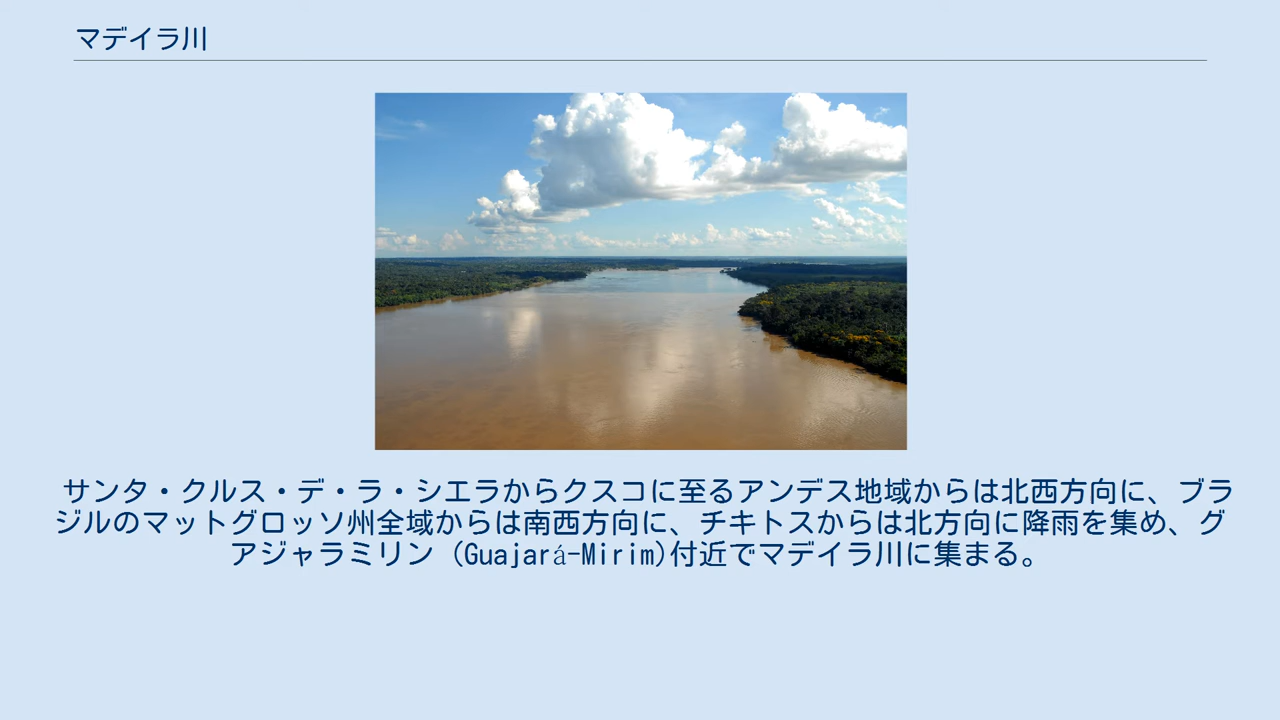 マデイラ川
サンタ・クルス・デ・ラ・シエラからクスコに至るアンデス地域からは北西方向に、ブラ
ジルのマットグロッソ州全域からは南西方向に、チキトスからは北方向に降雨を集め、グ
アジャラミリン (Guajará-Mirim)付近でマデイラ川に集まる。